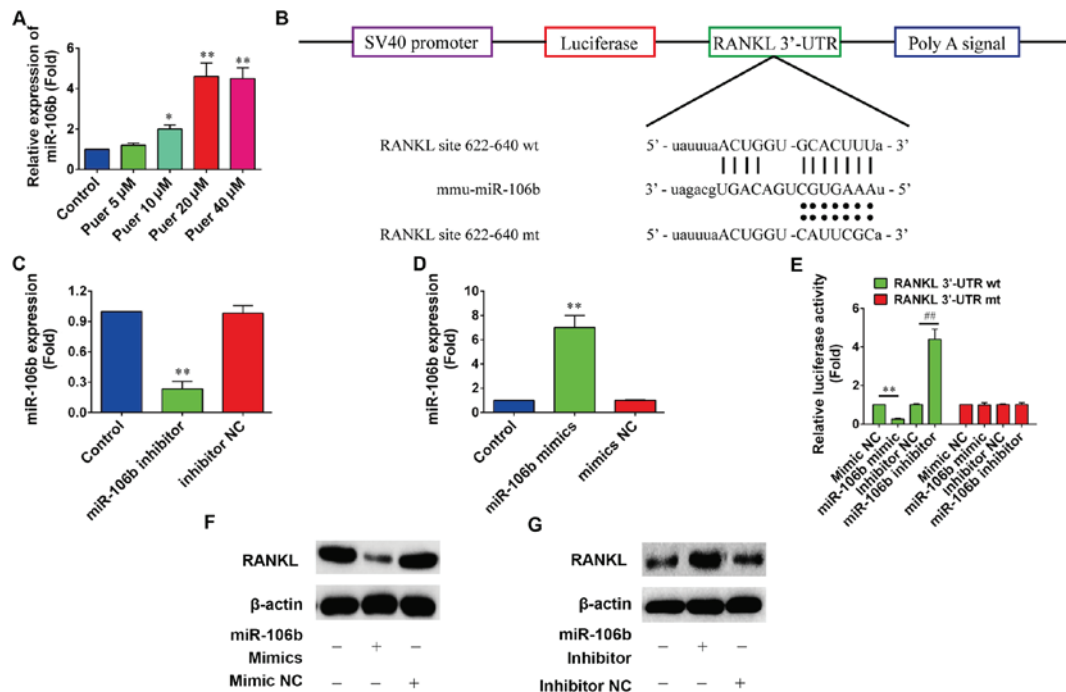 A
Relative expression of
miR-106b (Fold)
6
4
2
0
**
**
*
Control
Puer 5 μM
Puer 10 μM
Puer 20 μM
Puer 40 μM
B
SV40 promoter
Luciferase
RANKL 3'-UTR
Poly A signal
RANKL site 622-640 wt
5' - uauuuaACUGGU -GCACUUUa - 3'
mmu-miR-106b
3' - uagacgUGACAGUCGUGAAAu - 5'
RANKL site 622-640 mt
5' - uauuuaACUGGU -CAUUCGCa - 3'
C
miR-106b expression
(Fold)
1.2
0.9
0.6
0.3
0.0
**
Control
miR-106b inhibitor
inhibitor NC
D
miR-106b expression
(Fold)
10
8
6
4
2
0
**
Control
miR-106b mimics
mimics NC
E
RANKL 3'-UTR wt
RANKL 3'-UTR mt
Relative luciferase activity
(Fold)
6
4
2
0
**
##
Mimic NC
miR-106b mimic
Inhibitor NC
miR-106b inhibitor
Mimic NC
miR-106b mimic
Inhibitor NC
miR-106b inhibitor
F
RANKL
β-actin
miR-106b
Mimics
– + –
Mimic NC
– – +
G
RANKL
β-actin
miR-106b
Inhibitor
– + –
Inhibitor NC
– – +